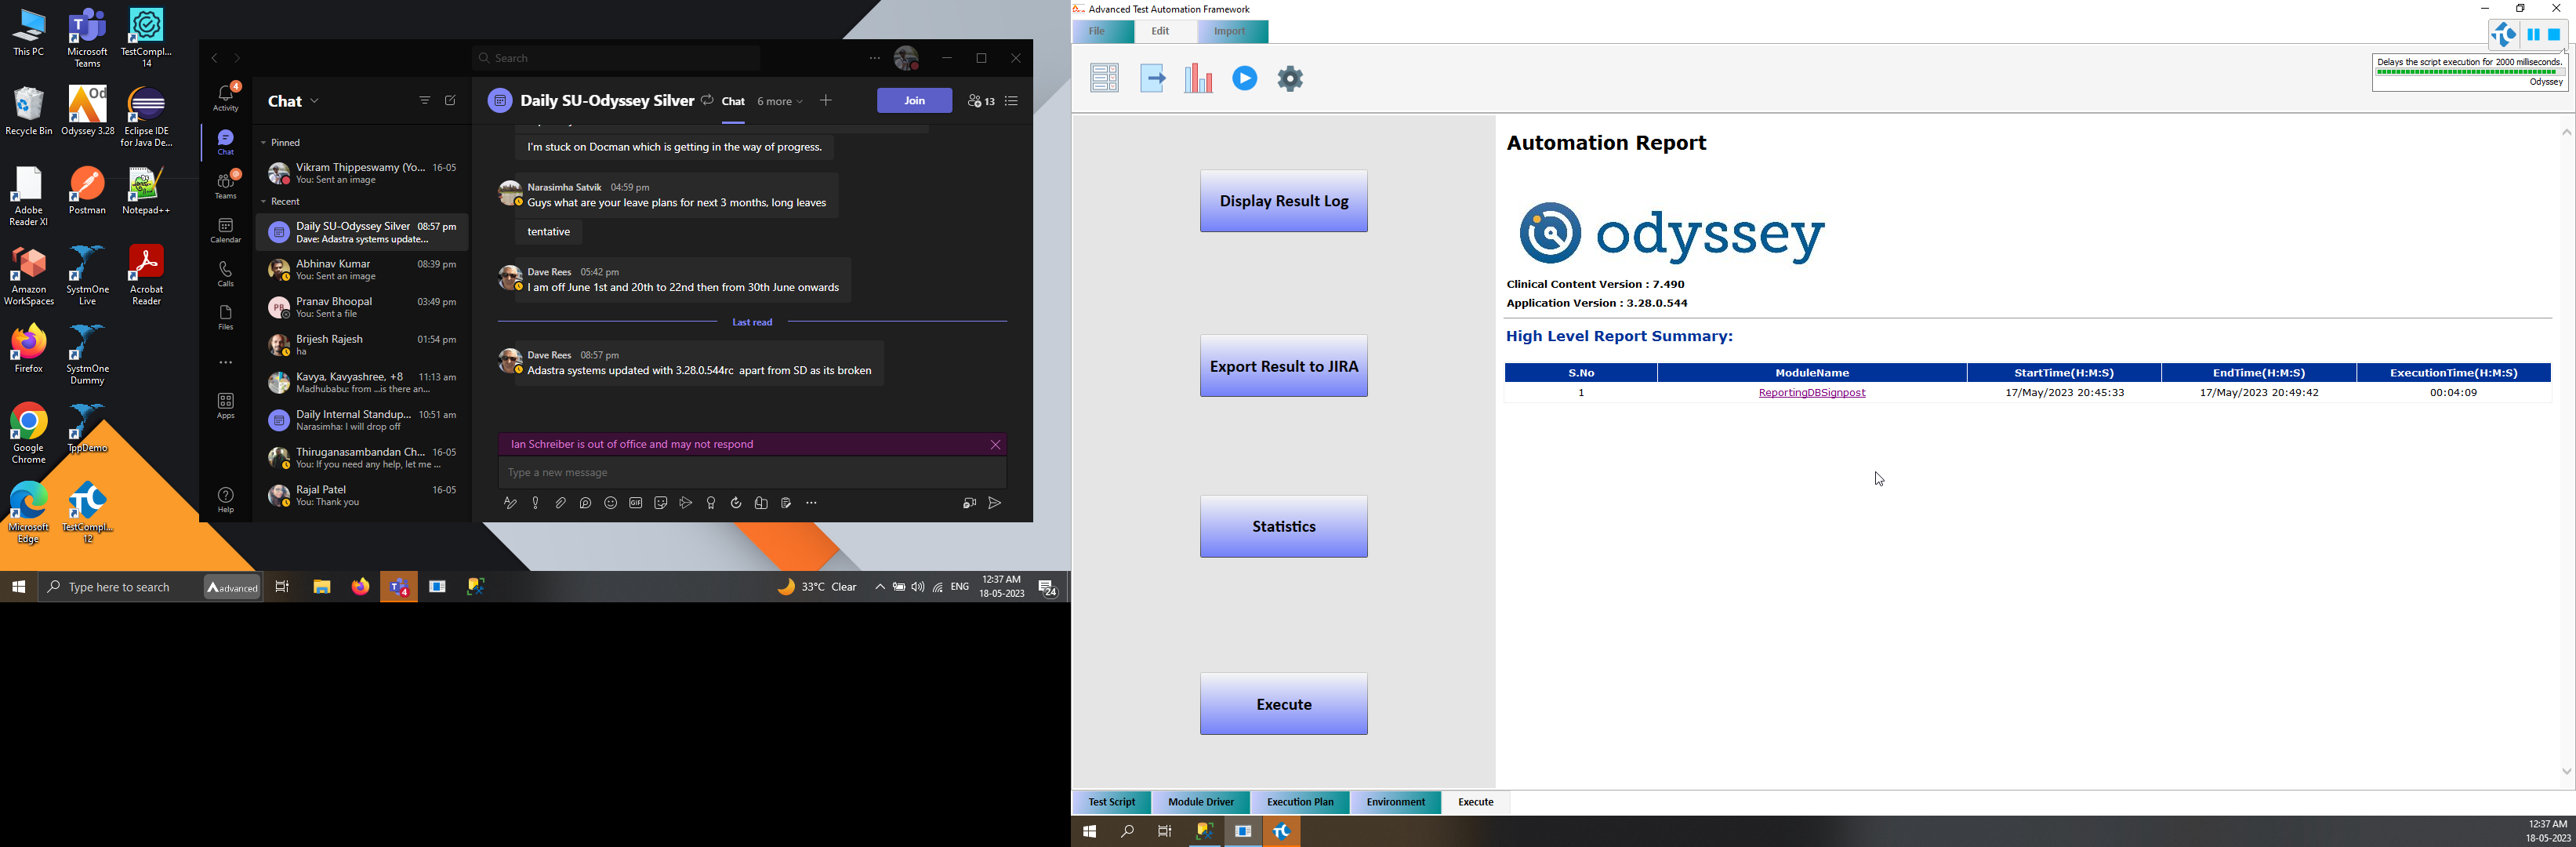 This PC
Microsoft
Teams
TestCompl...
14
Recycle Bin
Odyssey 3.28
Eclipse IDE
for Java De...
Adobe
Reader XI
Postman
Notepad++
Amazon
WorkSpaces
SystmOne
Live
Acrobat
Reader
Firefox
SystmOne
Dummy
Google
Chrome
TppDemo
Microsoft
Edge
TestCompl...
12
Search
Activity
4
Chat
Teams
Calendar
Calls
Files
Apps
Help
Chat
Pinned
Vikram Thippeswamy (Yo... 16-05
You: Sent an image
Recent
Daily SU-Odyssey Silver 08:57 pm
Dave: Adastra systems update...
Abhinav Kumar 08:39 pm
You: Sent an image
PB
Pranav Bhoopal 03:49 pm
You: Sent a file
Brijesh Rajesh 01:54 pm
ha
Kavya, Kavyashree, +8 11:13 am
Madhubabu: from ...is there an...
Daily Internal Standup... 10:51 am
Narasimha: I will drop off
Thiruganasambandan Ch... 16-05
You: If you need any help, let me ...
Rajal Patel 16-05
You: Thank you
Daily SU-Odyssey Silver Chat 6 more Join 13
I'm stuck on Docman which is getting in the way of progress.
Narasimha Satvik 04:59 pm
Guys what are your leave plans for next 3 months, long leaves
tentative
Dave Rees 05:42 pm
I am off June 1st and 20th to 22nd then from 30th June onwards
Last read
Dave Rees 08:57 pm
Adastra systems updated with 3.28.0.544rc apart from SD as its broken
Ian Schreiber is out of office and may not respond
Type a new message
GIF
Type here to search
advanced
4
33°C Clear
ENG
12:37 AM
18-05-2023
24
Advanced Test Automation Framework
File Edit Import
Delays the script execution for 2000 milliseconds.
Odyssey
Display Result Log
Export Result to JIRA
Statistics
Execute
Automation Report
odyssey
Clinical Content Version : 7.490
Application Version : 3.28.0.544
High Level Report Summary:
S.No ModuleName StartTime(H:M:S) EndTime(H:M:S) ExecutionTime(H:M:S)
1 ReportingDBSignpost 17/May/2023 20:45:33 17/May/2023 20:49:42 00:04:09
Test Script Module Driver Execution Plan Environment Execute
12:37 AM
18-05-2023